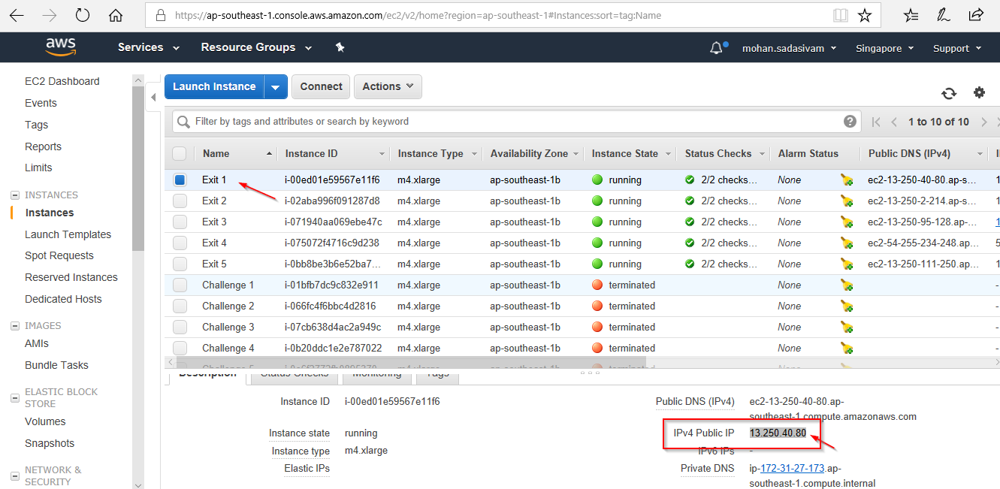 https://ap-southeast-1.console.aws.amazon.com/ec2/v2/home?region=ap-southeast-1#Instances:sort=tag:Name
aws Services Resource Groups mohan.sadasivam Singapore Support
EC2 Dashboard
Events
Tags
Reports
Limits
INSTANCES
Instances
Launch Templates
Spot Requests
Reserved Instances
Dedicated Hosts
IMAGES
AMIs
Bundle Tasks
ELASTIC BLOCK
STORE
Volumes
Snapshots
NETWORK &
SECURITY
Launch Instance Connect Actions
Filter by tags and attributes or search by keyword ? 1 to 10 of 10
Name Instance ID Instance Type Availability Zone Instance State Status Checks Alarm Status Public DNS (IPv4)
Exit 1 i-00ed01e59567e11f6 m4.xlarge ap-southeast-1b running 2/2 checks... None ec2-13-250-40-80.ap-s...
Exit 2 i-02aba996f091287d8 m4.xlarge ap-southeast-1b running 2/2 checks... None ec2-13-250-2-214.ap-s...
Exit 3 i-071940aa069ebe47c m4.xlarge ap-southeast-1b running 2/2 checks... None ec2-13-250-95-128.ap-...
Exit 4 i-075072f4716c9d238 m4.xlarge ap-southeast-1b running 2/2 checks... None ec2-54-255-234-248.ap...
Exit 5 i-0bb8be3b6e52ba7... m4.xlarge ap-southeast-1b running 2/2 checks... None ec2-13-250-111-250.ap...
Challenge 1 i-01bfb7dc9c832e911 m4.xlarge ap-southeast-1b terminated None -
Challenge 2 i-066fc4f6bbc4d2816 m4.xlarge ap-southeast-1b terminated None -
Challenge 3 i-07cb638d4ac2a949c m4.xlarge ap-southeast-1b terminated None -
Challenge 4 i-0b20ddc1e2e787022 m4.xlarge ap-southeast-1b terminated None -
Description Status Checks Monitoring Tags
Instance ID i-00ed01e59567e11f6
Instance state running
Instance type m4.xlarge
Elastic IPs
Public DNS (IPv4) ec2-13-250-40-80.ap-
southeast-1.compute.amazonaws.com
IPv4 Public IP 13.250.40.80
IPv6 IPs -
Private DNS ip-172-31-27-173.ap-
southeast-1.compute.internal